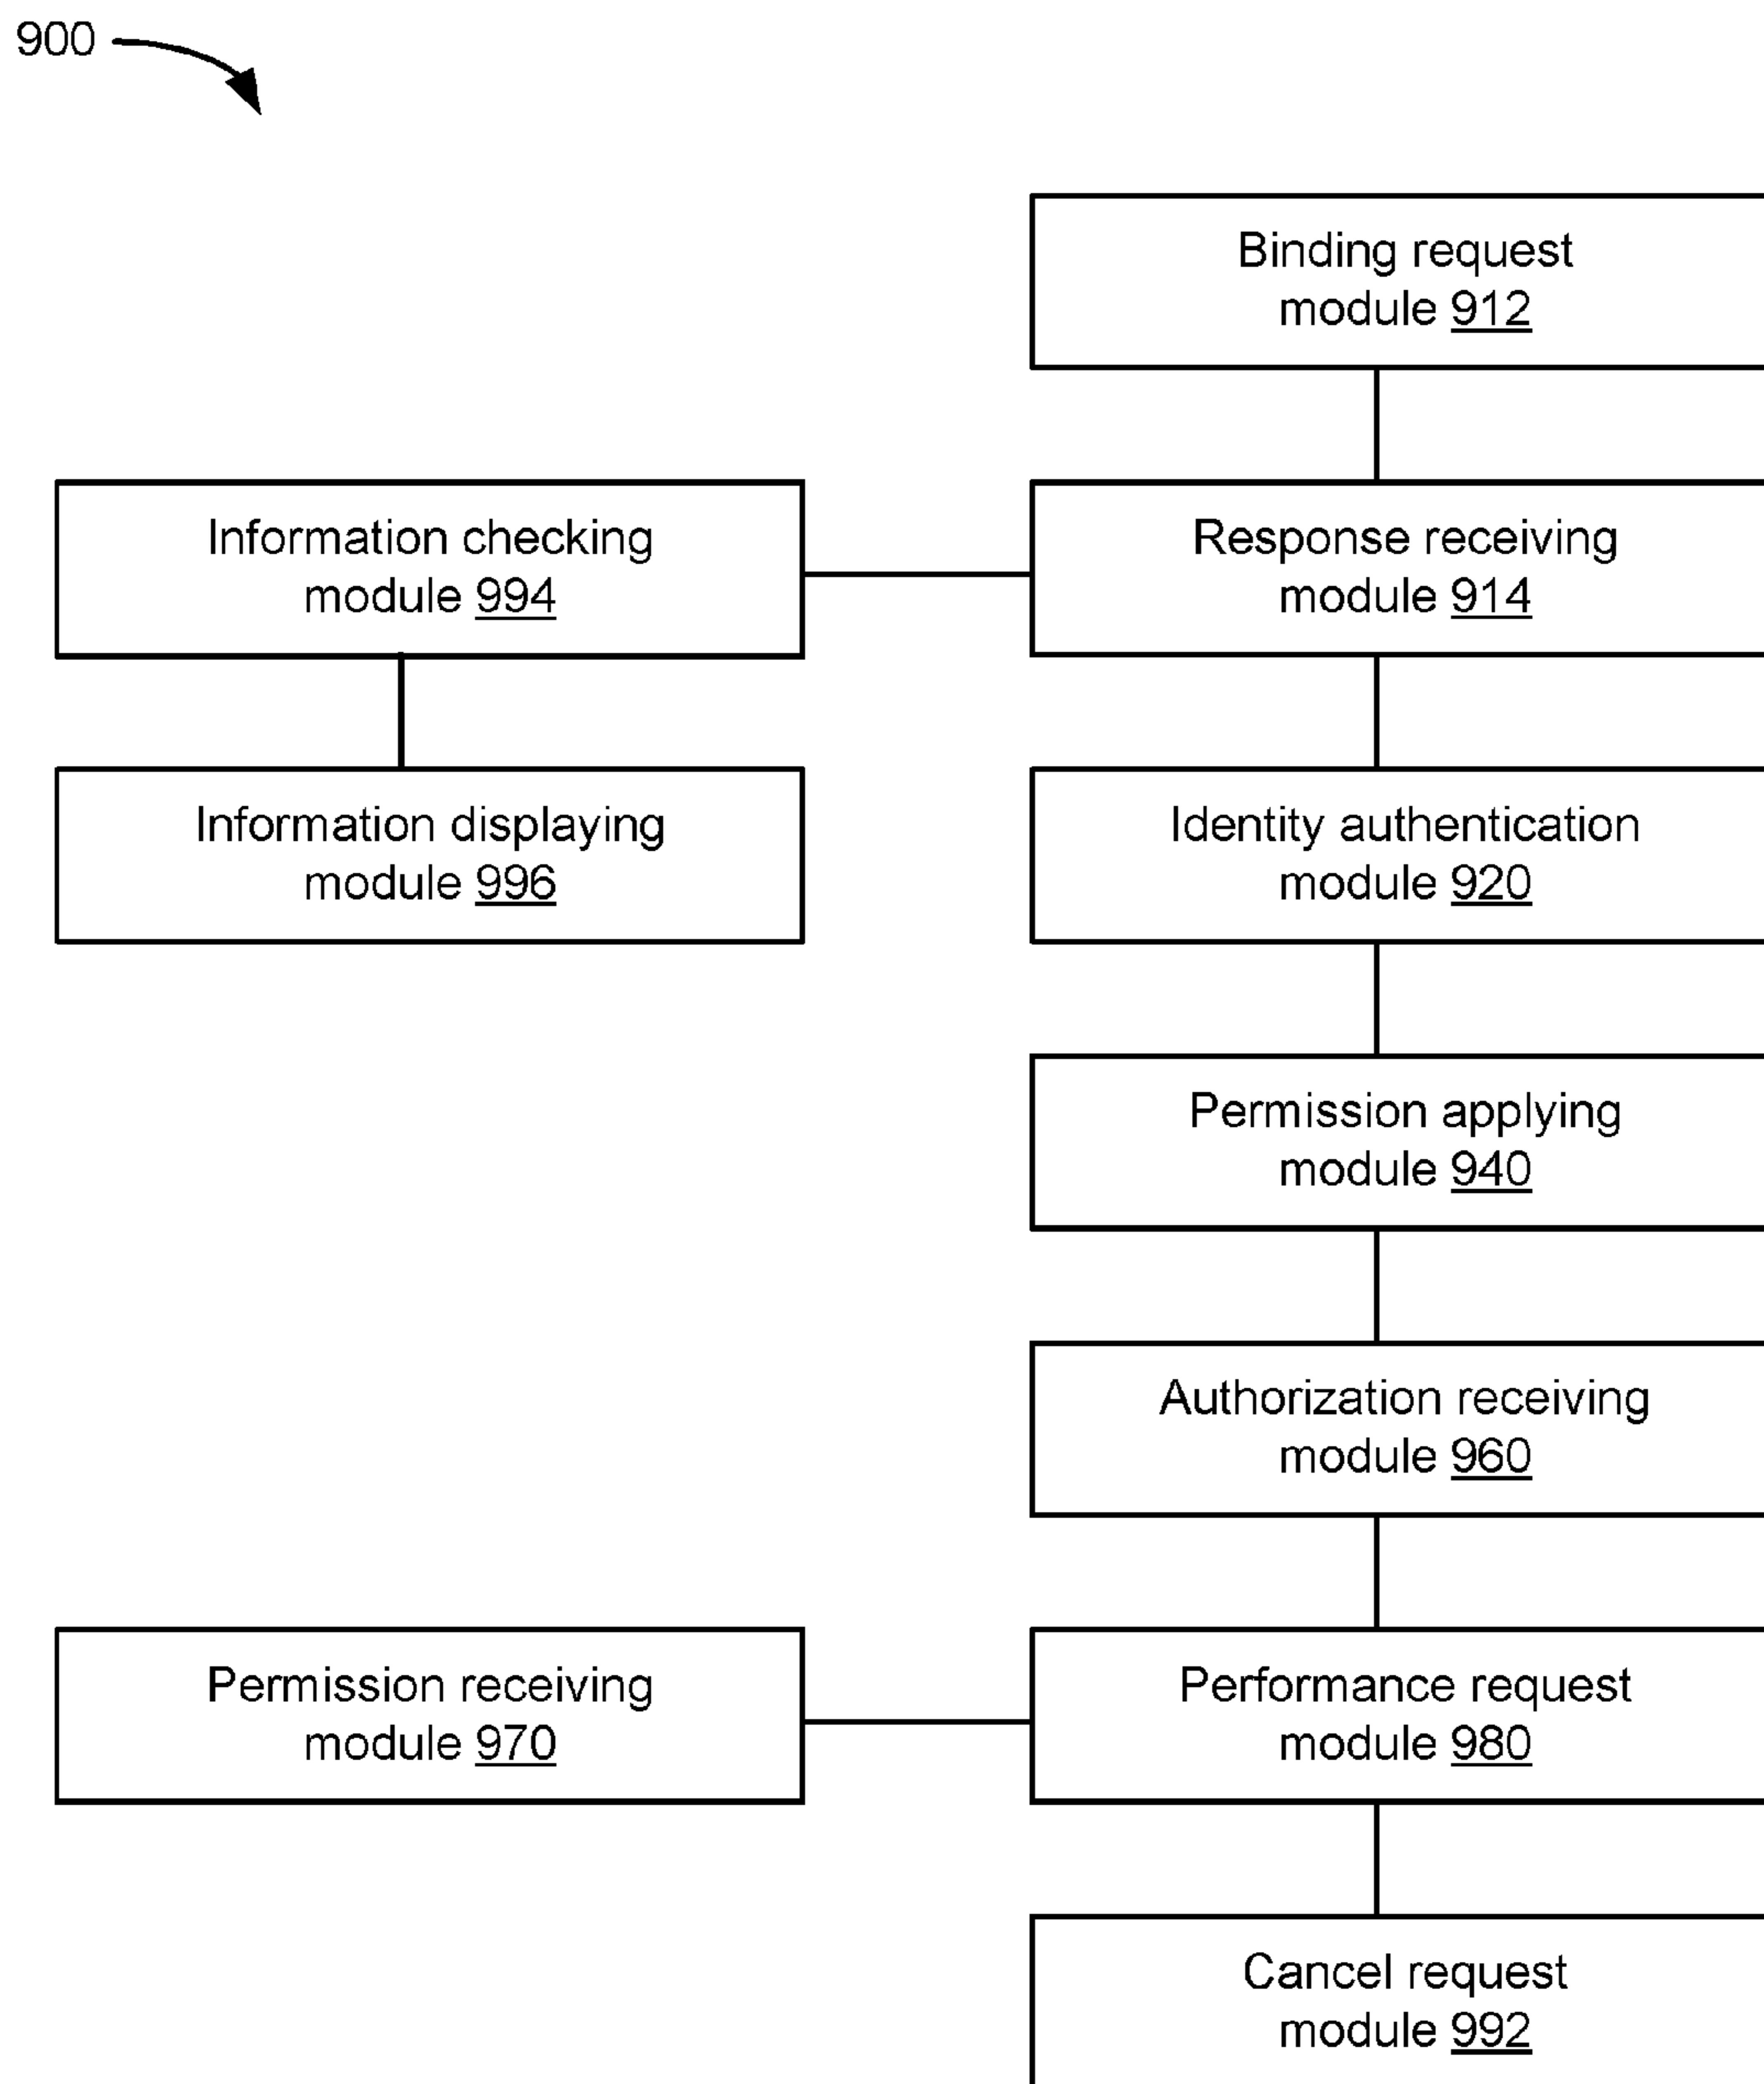 900
Binding request
module 912
Information checking
module 994
Response receiving
module 914
Information displaying
module 996
Identity authentication
module 920
Permission applying
module 940
Authorization receiving
module 960
Permission receiving
module 970
Performance request
module 980
Cancel request
module 992